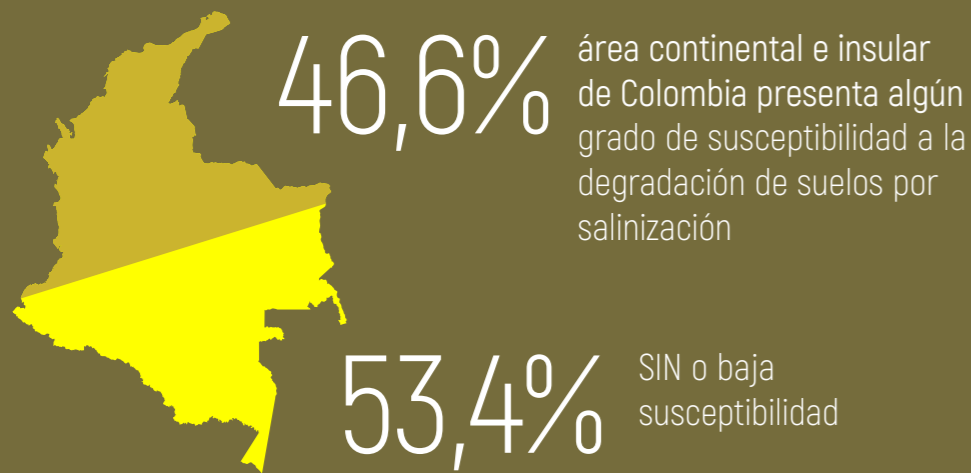 46,6%
área continental e insular
de Colombia presenta algún
grado de susceptibilidad a la
degradación de suelos por
salinización
53,4%
SIN o baja
susceptibilidad